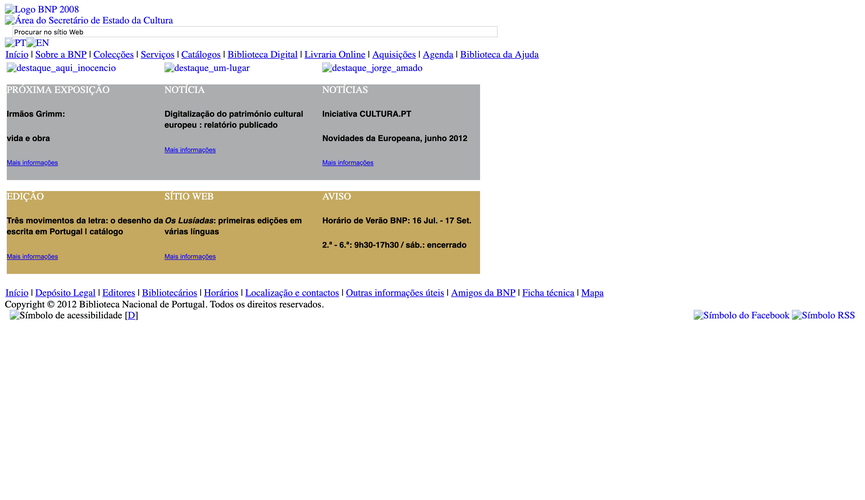 Logo BNP 2008
Área do Secretário de Estado da Cultura
Procurar no sítio Web
PT EN
Início | Sobre a BNP | Colecções | Serviços | Catálogos | Biblioteca Digital | Livraria Online | Aquisições | Agenda | Biblioteca da Ajuda
destaque_aqui_inocencio
destaque_um-lugar
destaque_jorge_amado
PRÓXIMA EXPOSIÇÃO
Irmãos Grimm:
vida e obra
Mais informações
NOTÍCIA
Digitalização do património cultural
europeu : relatório publicado
Mais informações
NOTÍCIAS
Iniciativa CULTURA.PT
Novidades da Europeana, junho 2012
Mais informações
EDIÇÃO
Três movimentos da letra: o desenho da
escrita em Portugal | catálogo
Mais informações
SÍTIO WEB
Os Lusíadas: primeiras edições em
várias línguas
Mais informações
AVISO
Horário de Verão BNP: 16 Jul. - 17 Set.
2.ª - 6.ª: 9h30-17h30 / sáb.: encerrado
Início | Depósito Legal | Editores | Bibliotecários | Horários | Localização e contactos | Outras informações úteis | Amigos da BNP | Ficha técnica | Mapa
Copyright © 2012 Biblioteca Nacional de Portugal. Todos os direitos reservados.
Símbolo de acessibilidade [D]
Símbolo do Facebook Símbolo RSS